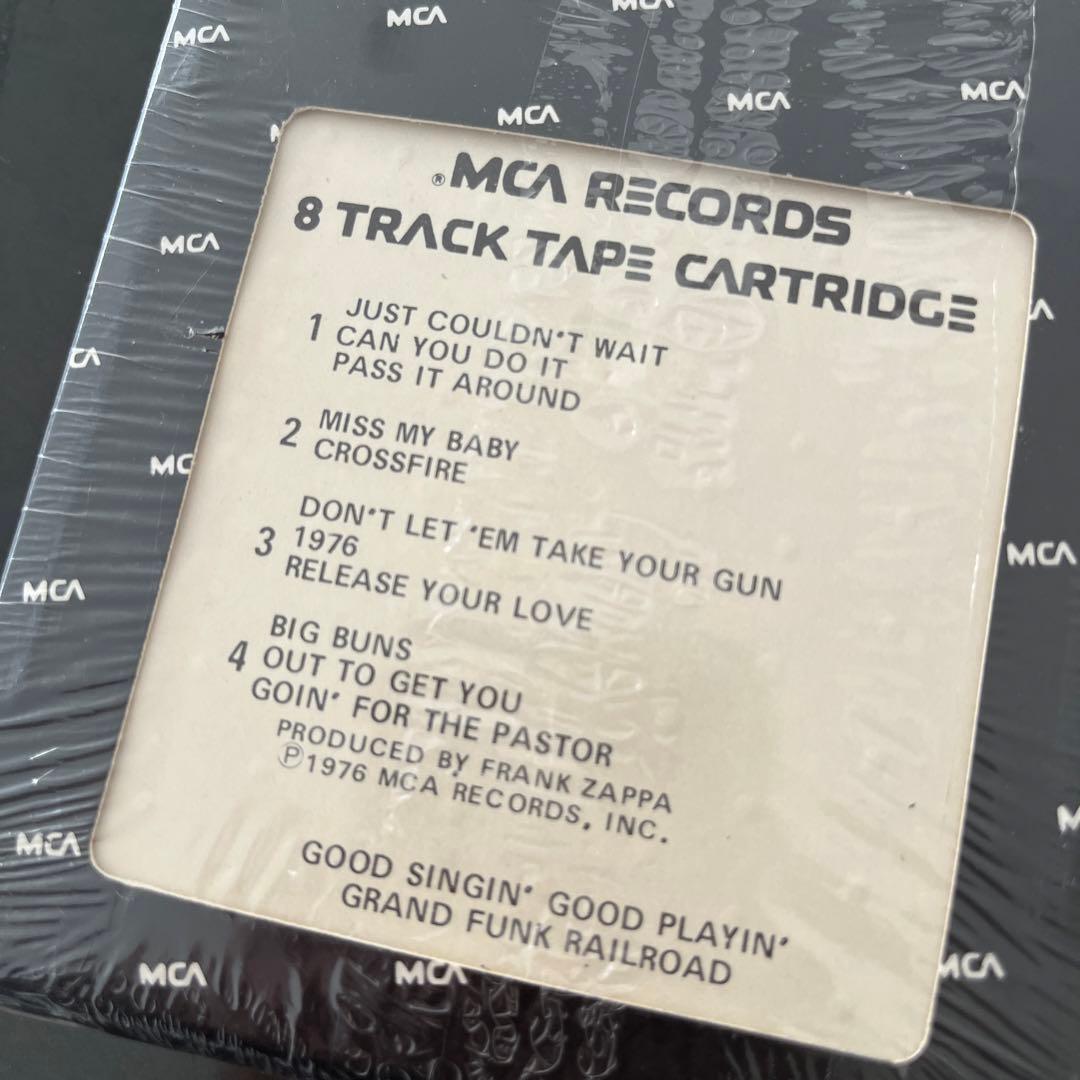 MCA
MCA
MCA
MCA
MCA
MCA
®MCA RECORDS
8 TRACK TAPE CARTRIDGE
MCA
1 JUST COULDN'T WAIT
CAN YOU DO IT
PASS IT AROUND
2 MISS MY BABY
CROSSFIRE
3 DON'T LET 'EM TAKE YOUR GUN
1976
RELEASE YOUR LOVE
MCA
MCA
4 BIG BUNS
OUT TO GET YOU
GOIN' FOR THE PASTOR
PRODUCED BY FRANK ZAPPA
℗1976 MCA RECORDS, INC.
MCA
GOOD SINGIN' GOOD PLAYIN'
GRAND FUNK RAILROAD
MCA
MCA
MCA